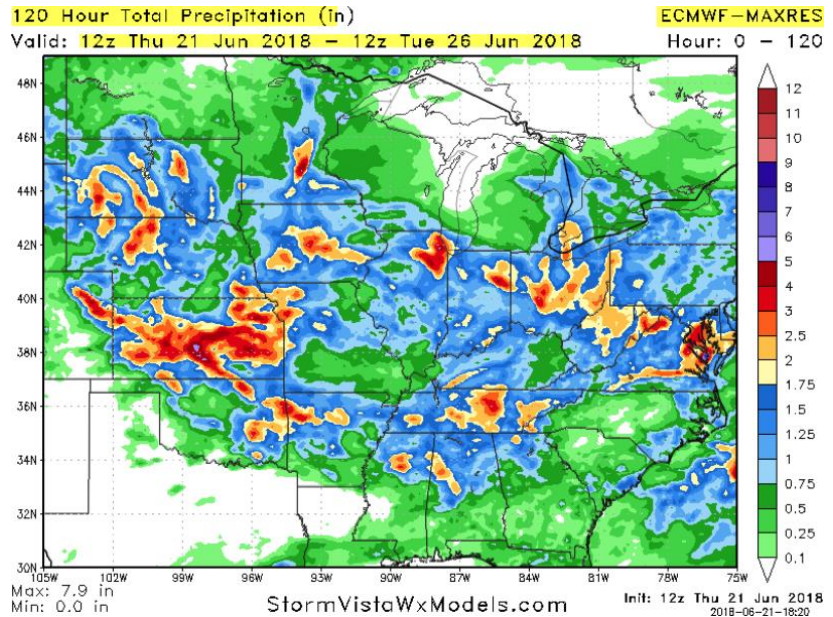 120 Hour Total Precipitation (in)
ECMWF-MAXRES
Valid: 12z Thu 21 Jun 2018 – 12z Tue 26 Jun 2018
Hour: 0 – 120
48N
46N
44N
42N
40N
38N
36N
34N
32N
30N
105W
102W
99W
96W
93W
90W
87W
84W
81W
78W
75W
12
11
10
9
8
7
6
5
4
3
2.5
2
1.75
1.5
1.25
1
0.75
0.5
0.25
0.1
Max: 7.9 in
Min: 0.0 in
StormVistaWxModels.com
Init: 12z Thu 21 Jun 2018
2018-06-21-18:20